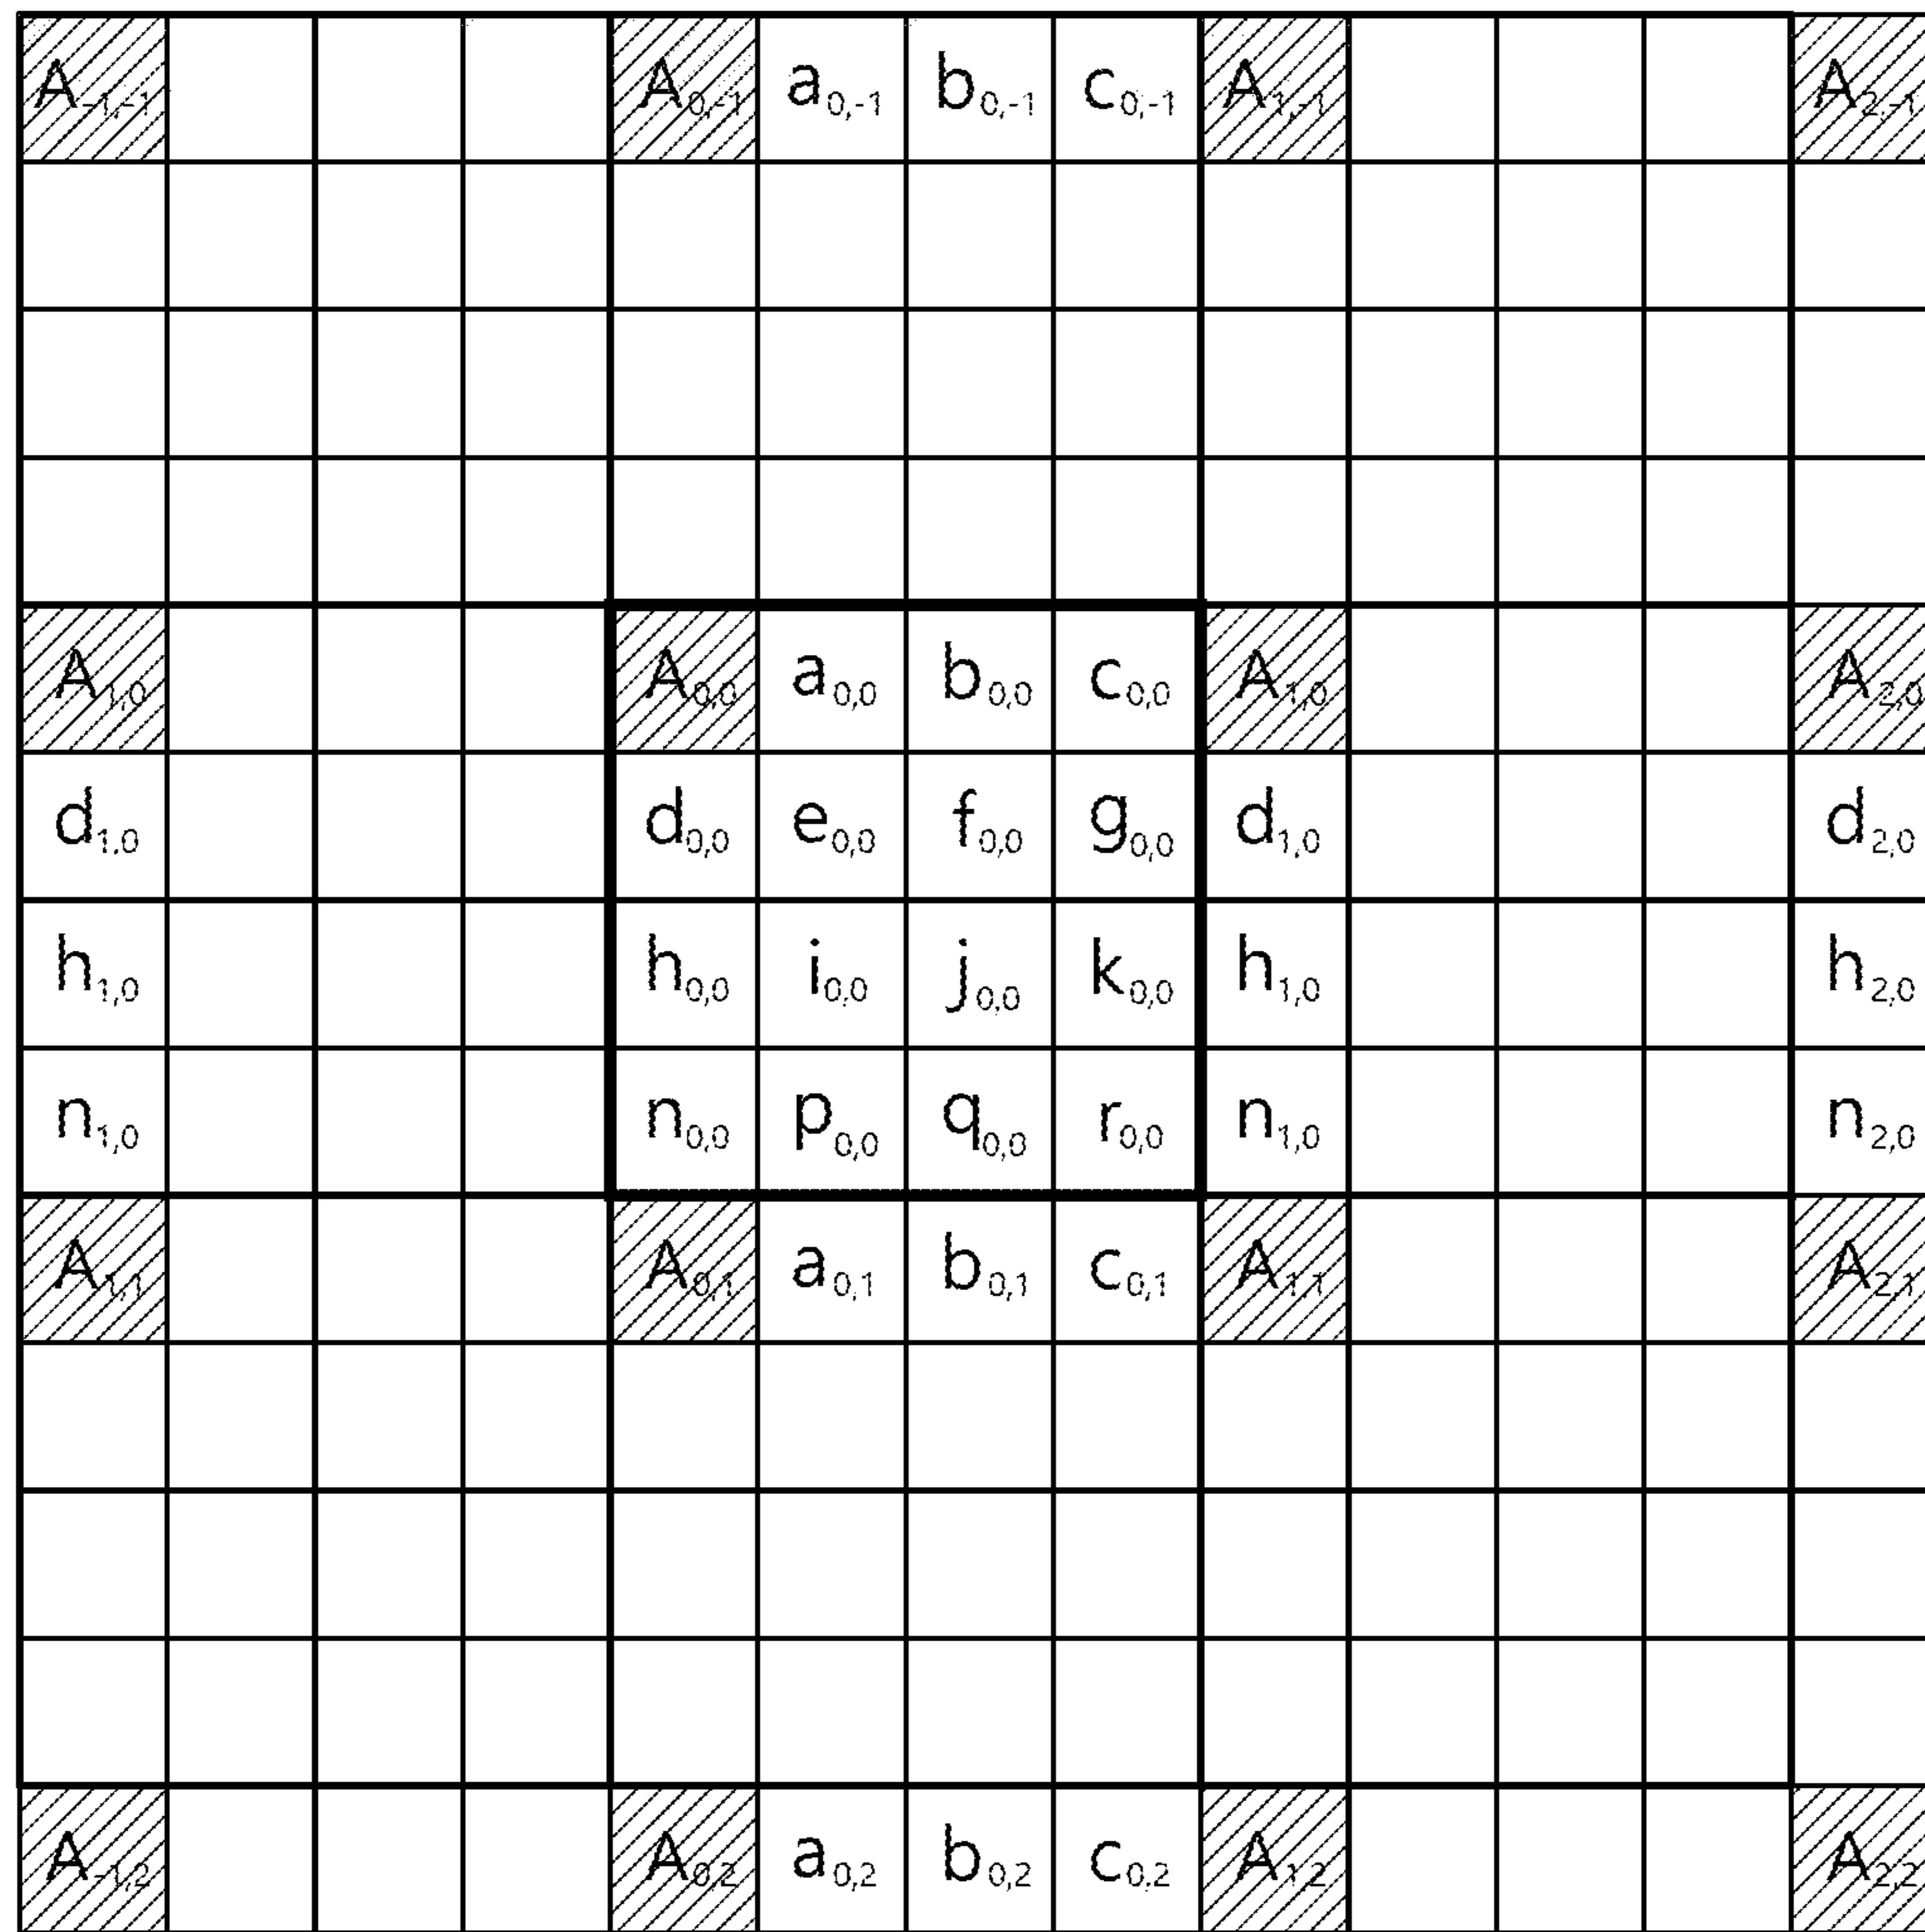 A-1,-1 A0,-1 a0,-1 b0,-1 c0,-1 A1,-1 A2,-1
A1,0 A0,0 a0,0 b0,0 c0,0 A1,0 A2,0
d1,0 d0,0 e0,0 f0,0 g0,0 d1,0 d2,0
h1,0 h0,0 i0,0 j0,0 k0,0 h1,0 h2,0
n1,0 n0,0 p0,0 q0,0 r0,0 n1,0 n2,0
A1,1 A0,1 a0,1 b0,1 c0,1 A1,1 A2,1
A-1,2 A0,2 a0,2 b0,2 c0,2 A1,2 A2,2